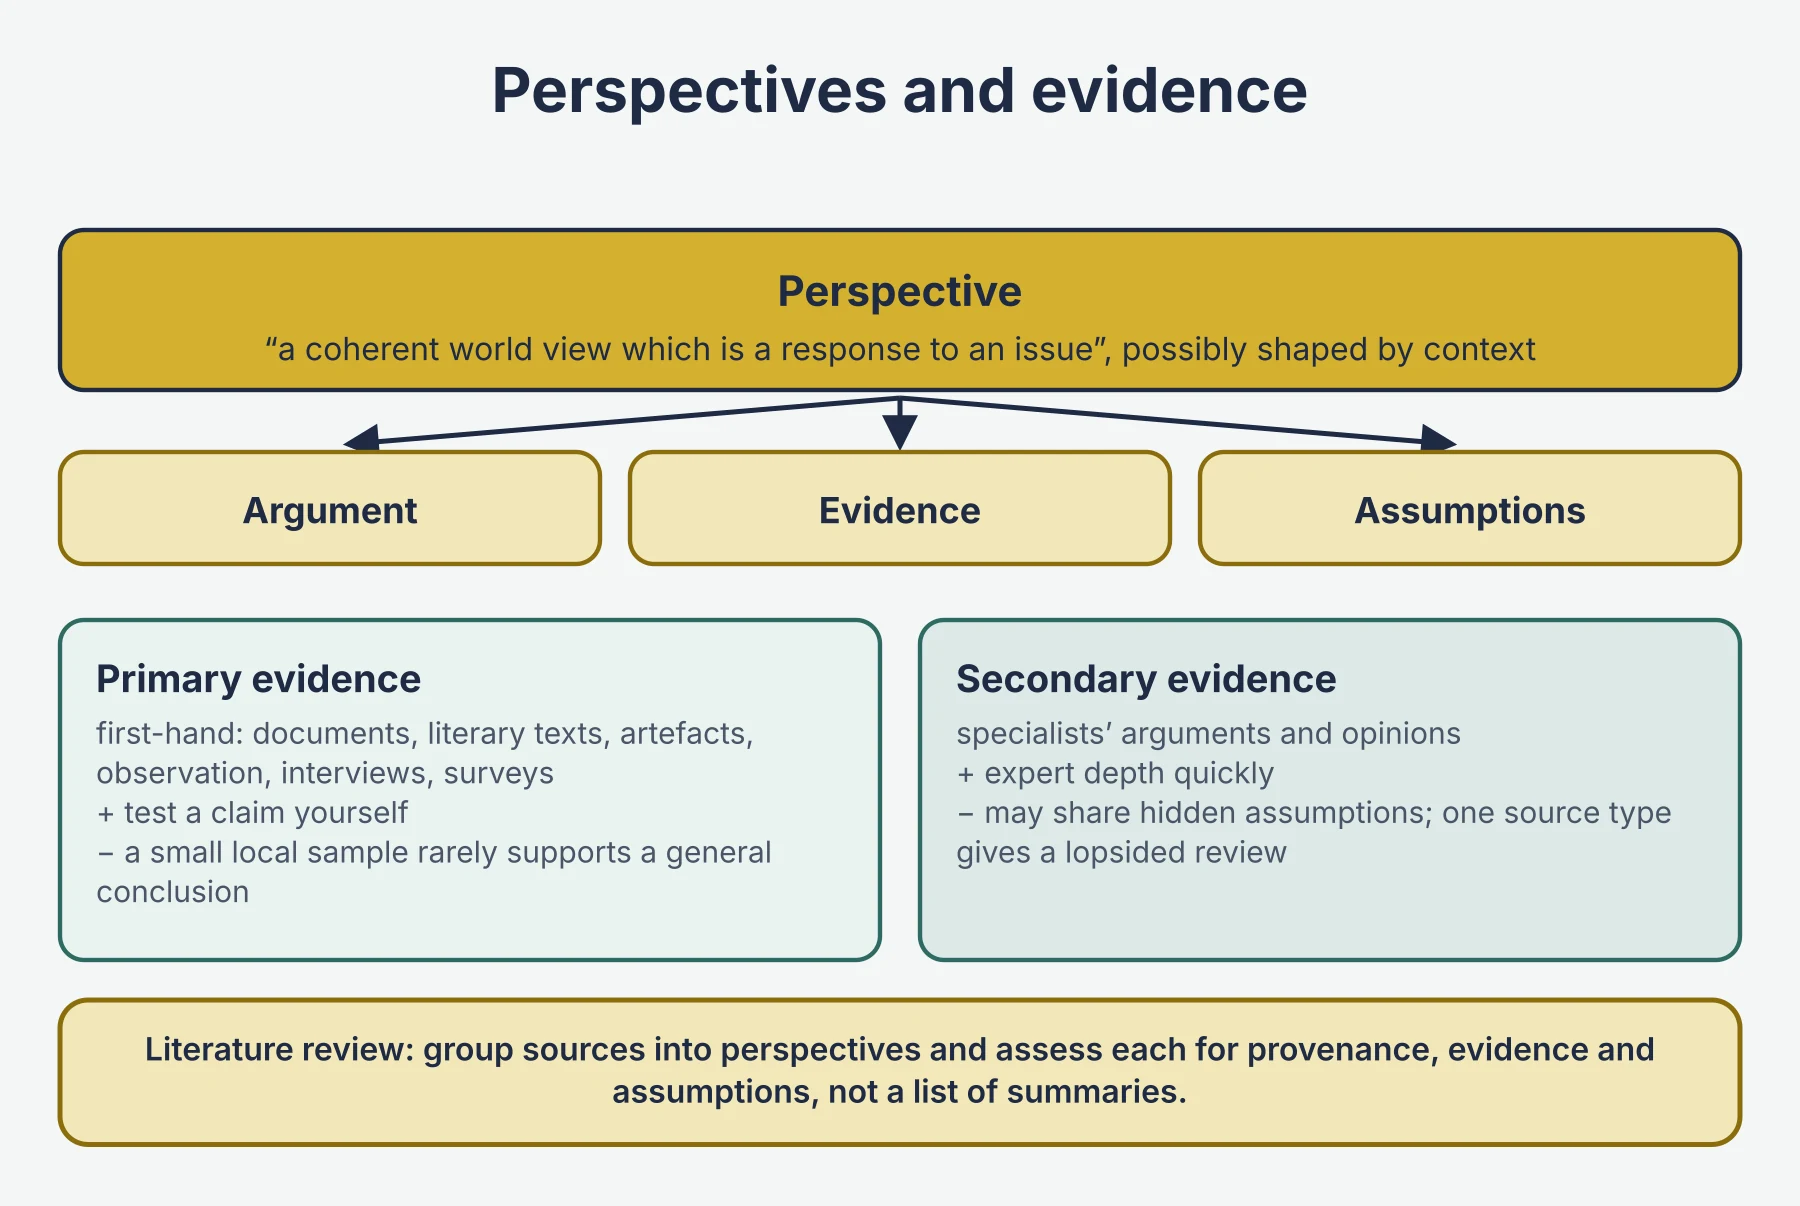 Perspectives and evidence
Perspective
“a coherent world view which is a response to an issue”, possibly shaped by context
Argument
Evidence
Assumptions
Primary evidence
first-hand: documents, literary texts, artefacts,
observation, interviews, surveys
+ test a claim yourself
− a small local sample rarely supports a general
conclusion
Secondary evidence
specialists’ arguments and opinions
+ expert depth quickly
− may share hidden assumptions; one source type
gives a lopsided review
Literature review: group sources into perspectives and assess each for provenance, evidence and
assumptions, not a list of summaries.